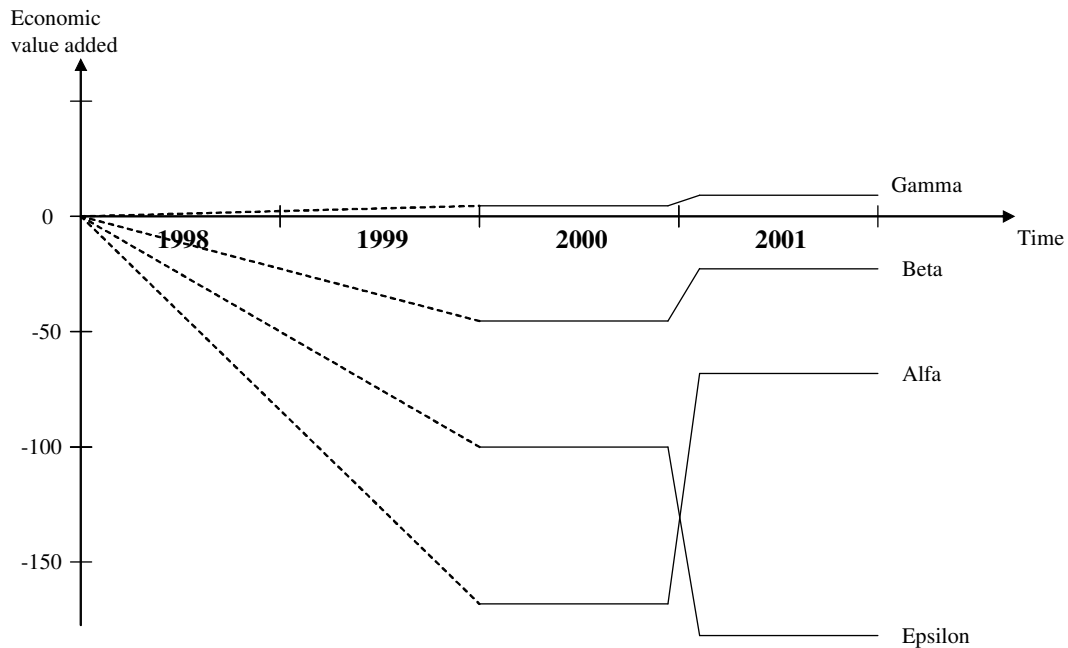 Economic
value added
Gamma
0
1998
1999
2000
2001
Time
Beta
-50
Alfa
-100
-150
Epsilon